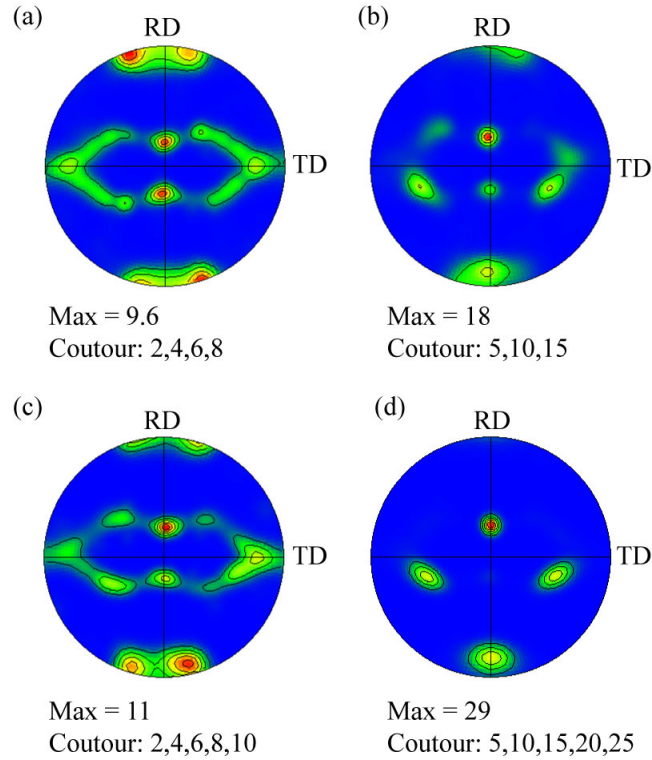 (a)
RD
TD
Max = 9.6
Coutour: 2,4,6,8
(b)
RD
TD
Max = 18
Coutour: 5,10,15
(c)
RD
TD
Max = 11
Coutour: 2,4,6,8,10
(d)
RD
TD
Max = 29
Coutour: 5,10,15,20,25